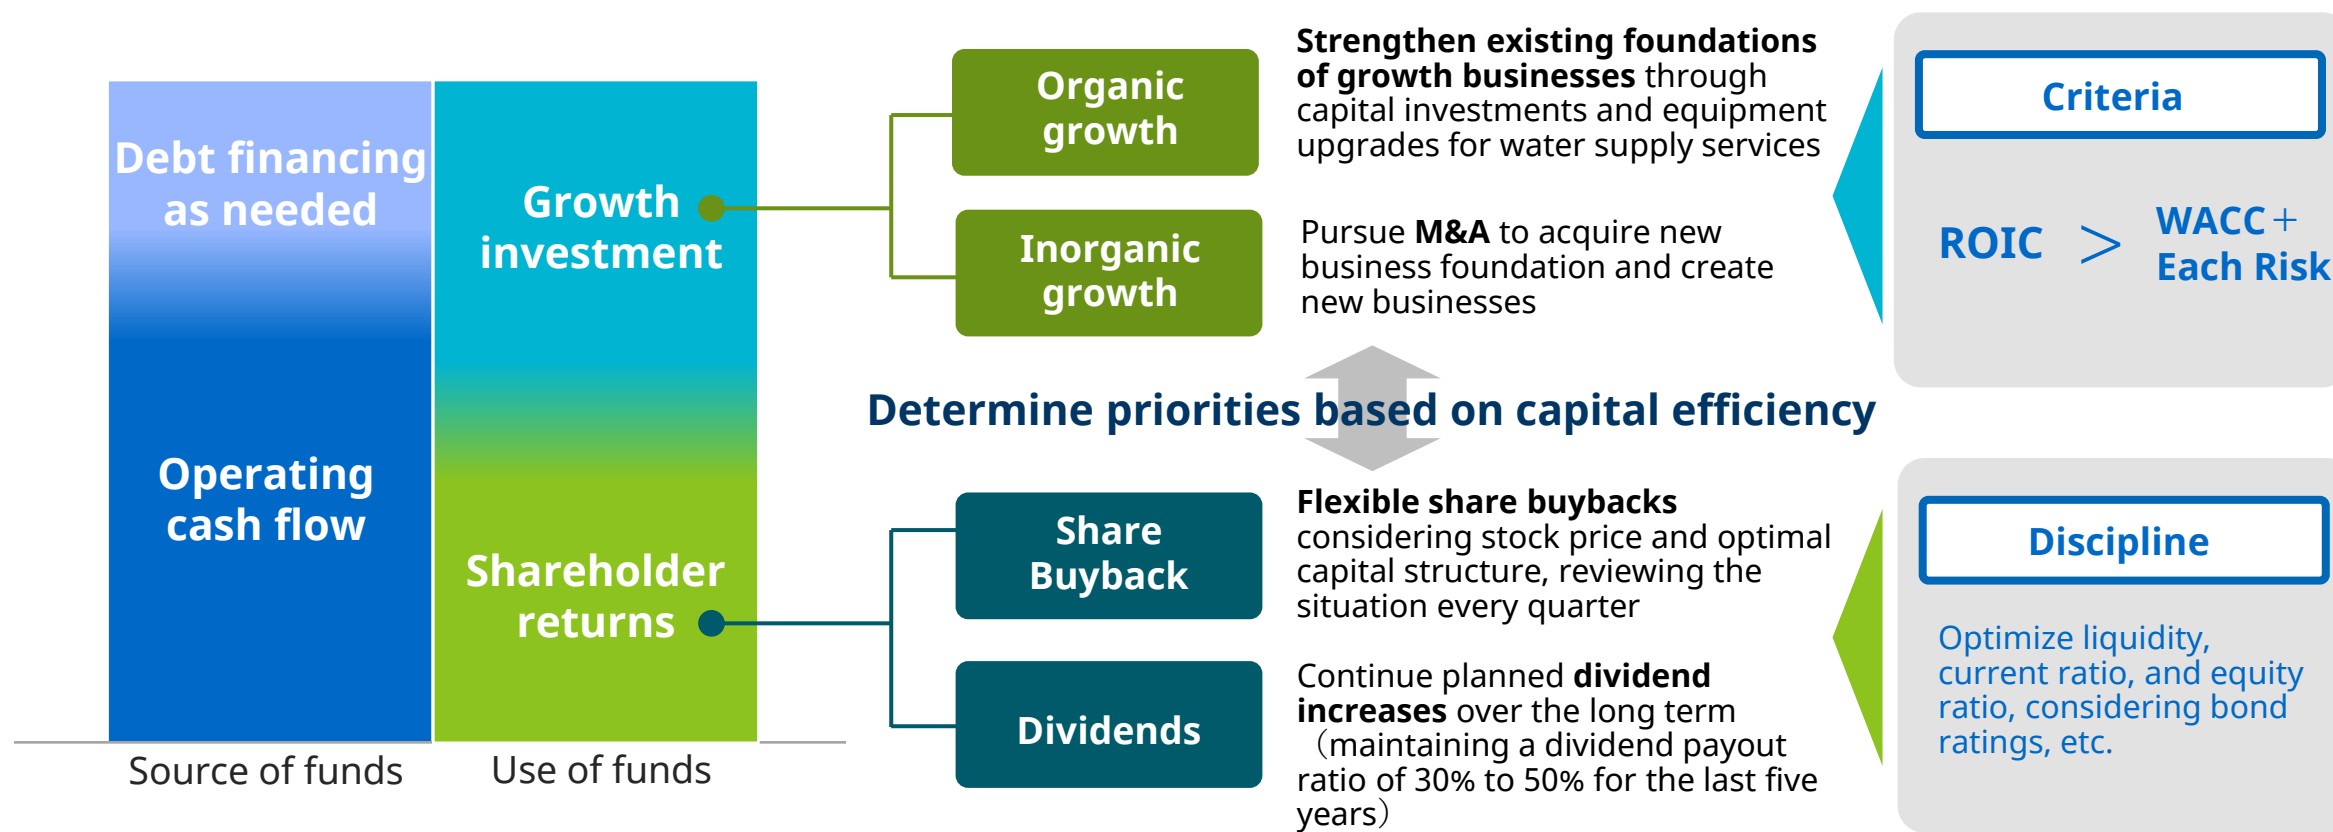 Debt financing
as needed
Operating
cash flow
Source of funds
Growth
investment
Shareholder
returns
Use of funds
Organic
growth
Strengthen existing foundations
of growth businesses through
capital investments and equipment
upgrades for water supply services
Inorganic
growth
Pursue M&A to acquire new
business foundation and create
new businesses
Criteria
ROIC > WACC+
Each Risk
Determine priorities based on capital efficiency
Share
Buyback
Flexible share buybacks
considering stock price and optimal
capital structure, reviewing the
situation every quarter
Dividends
Continue planned dividend
increases over the long term
（maintaining a dividend payout
ratio of 30% to 50% for the last five
years）
Discipline
Optimize liquidity,
current ratio, and equity
ratio, considering bond
ratings, etc.